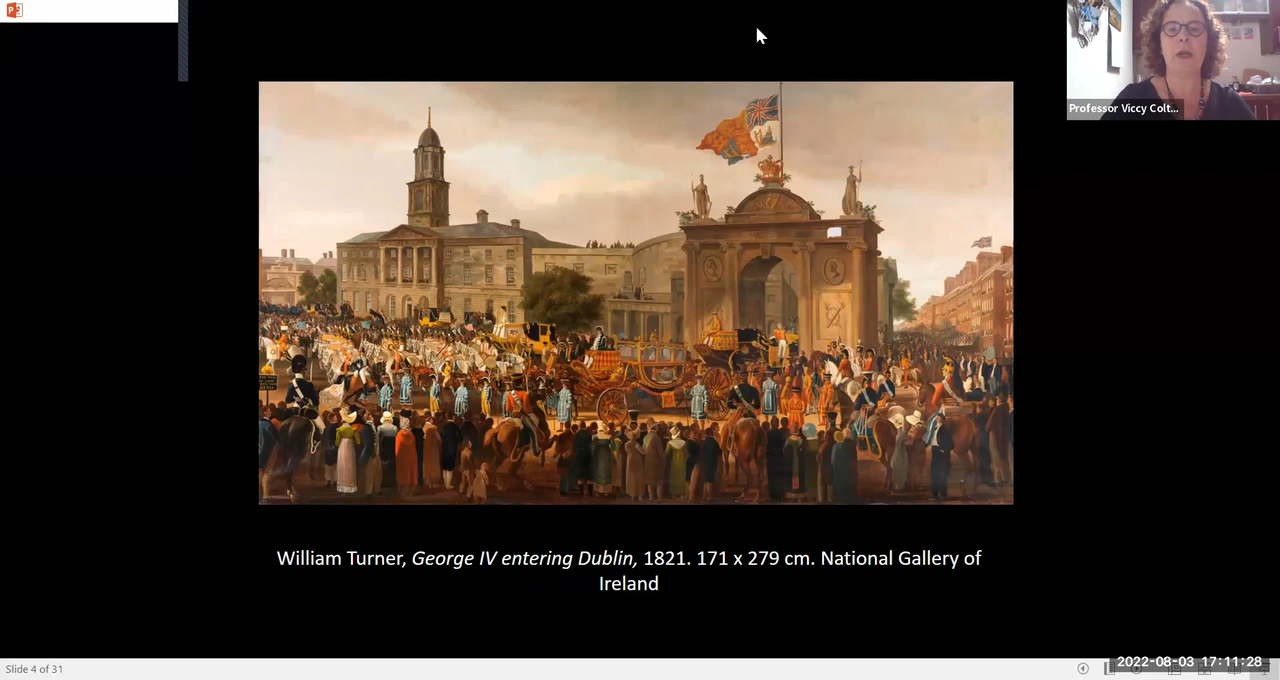 P
Professor Viccy Colt...
William Turner, George IV entering Dublin, 1821. 171 x 279 cm. National Gallery of
Ireland
Slide 4 of 31
2022-08-03 17:11:28